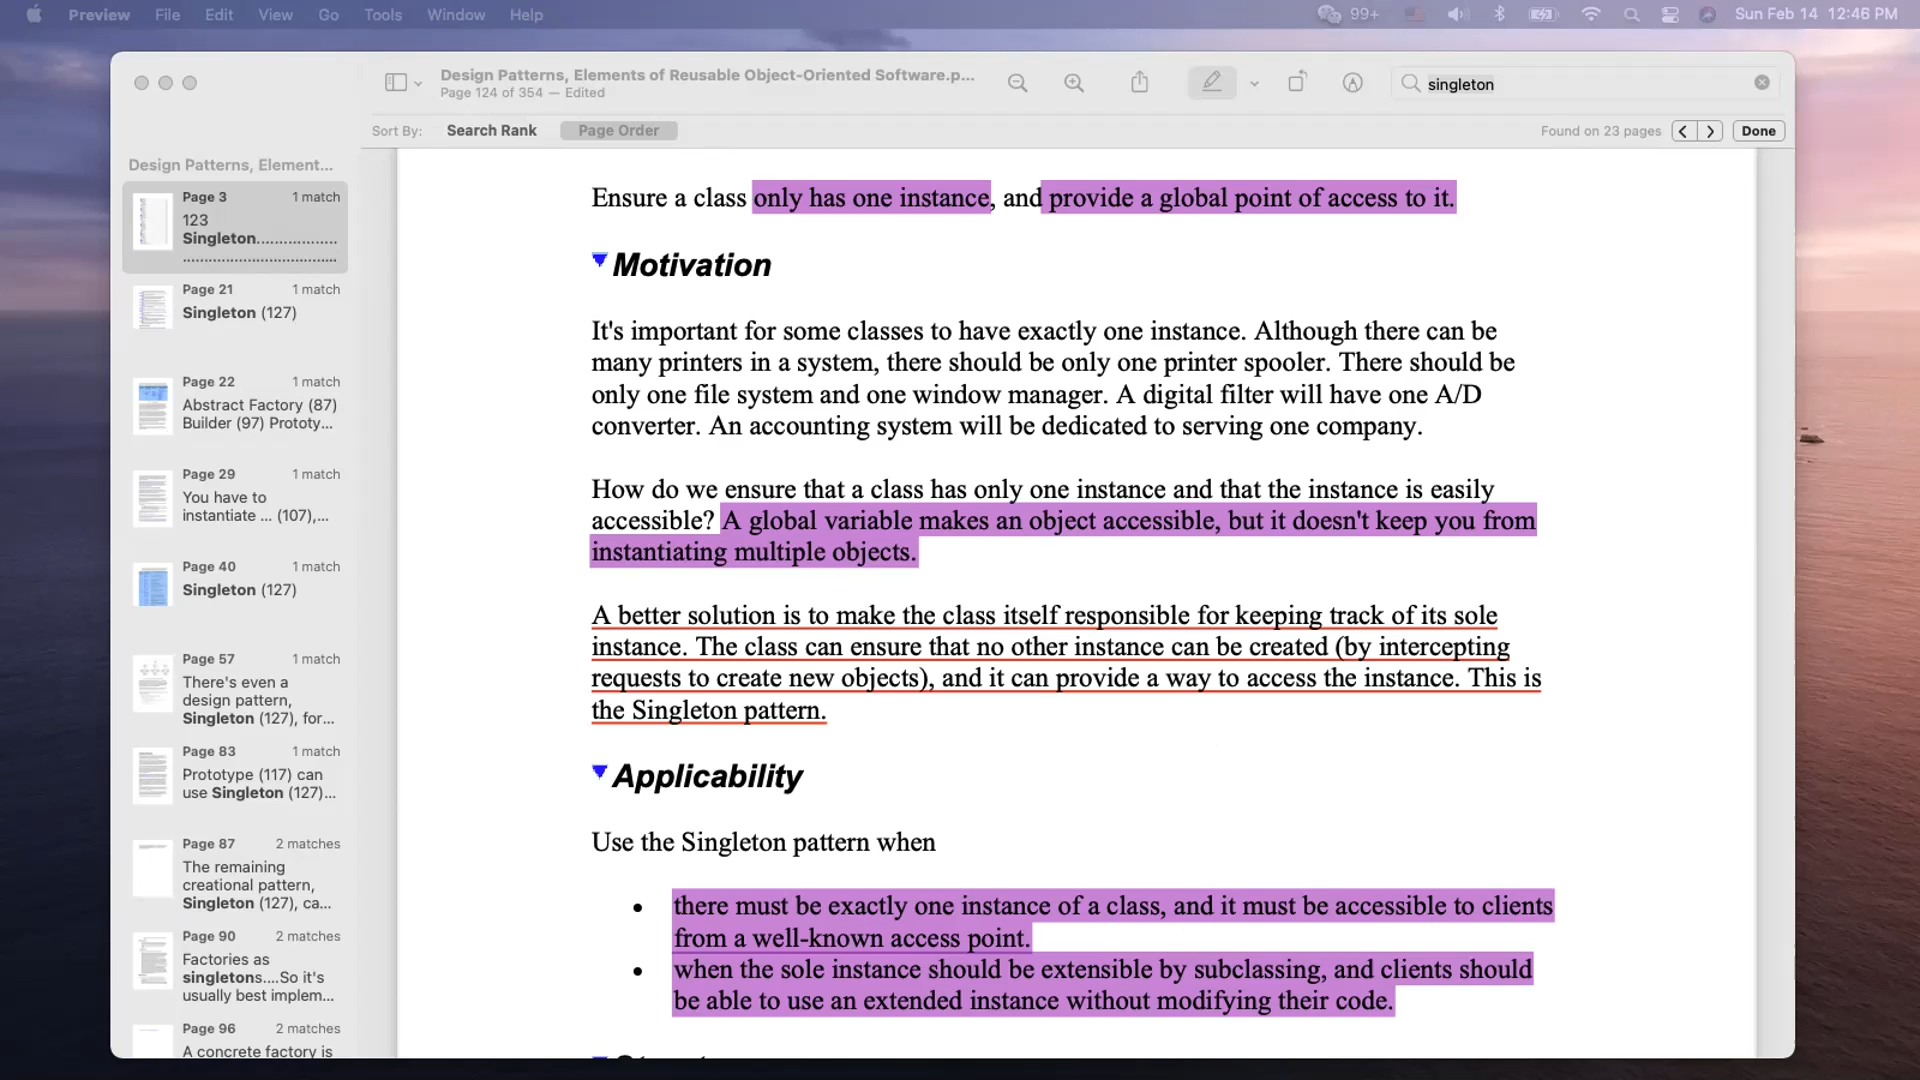 Preview File Edit View Go Tools Window Help
99+ Sun Feb 14 12:46 PM
Design Patterns, Elements of Reusable Object-Oriented Software.p...
Page 124 of 354 — Edited
singleton
Sort By: Search Rank Page Order
Found on 23 pages Done
Design Patterns, Element...
Page 3 1 match
123
Singleton..................
....................................
Page 21 1 match
Singleton (127)
Page 22 1 match
Abstract Factory (87)
Builder (97) Prototy...
Page 29 1 match
You have to
instantiate ... (107),...
Page 40 1 match
Singleton (127)
Page 57 1 match
There's even a
design pattern,
Singleton (127), for...
Page 83 1 match
Prototype (117) can
use Singleton (127)...
Page 87 2 matches
The remaining
creational pattern,
Singleton (127), ca...
Page 90 2 matches
Factories as
singletons....So it's
usually best implem...
Page 96 2 matches
A concrete factory is
Ensure a class only has one instance, and provide a global point of access to it.
Motivation
It's important for some classes to have exactly one instance. Although there can be
many printers in a system, there should be only one printer spooler. There should be
only one file system and one window manager. A digital filter will have one A/D
converter. An accounting system will be dedicated to serving one company.
How do we ensure that a class has only one instance and that the instance is easily
accessible? A global variable makes an object accessible, but it doesn't keep you from
instantiating multiple objects.
A better solution is to make the class itself responsible for keeping track of its sole
instance. The class can ensure that no other instance can be created (by intercepting
requests to create new objects), and it can provide a way to access the instance. This is
the Singleton pattern.
Applicability
Use the Singleton pattern when
• there must be exactly one instance of a class, and it must be accessible to clients
from a well-known access point.
• when the sole instance should be extensible by subclassing, and clients should
be able to use an extended instance without modifying their code.